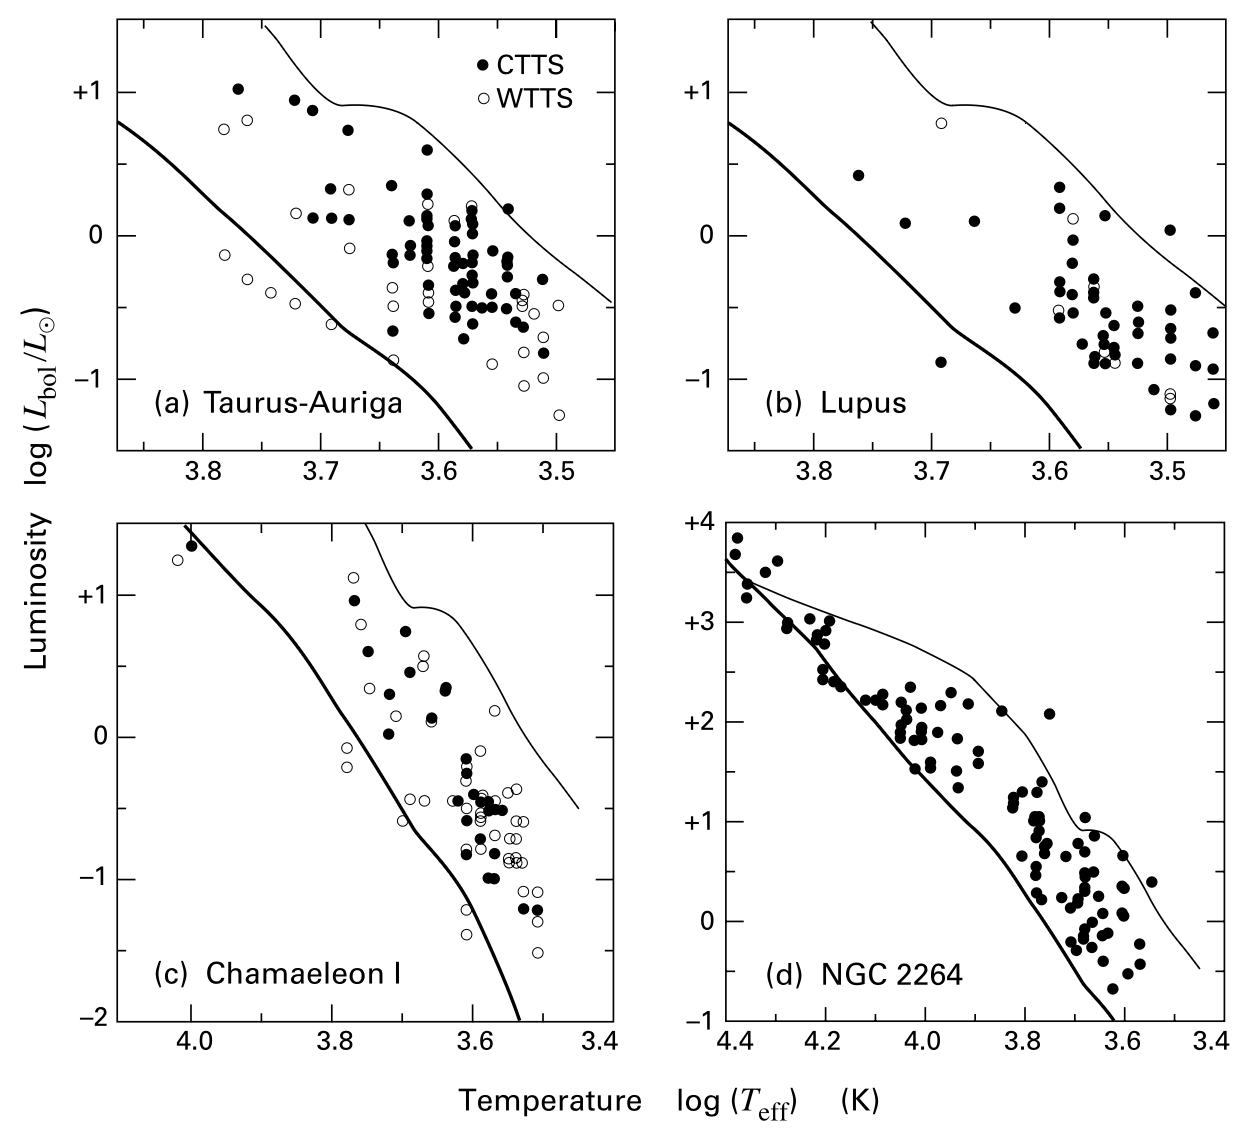 CTTS
WTTS
+1
0
−1
(a) Taurus-Auriga
3.8 3.7 3.6 3.5
+1
0
−1
(b) Lupus
3.8 3.7 3.6 3.5
+1
0
−1
−2
(c) Chamaeleon I
4.0 3.8 3.6 3.4
+4
+3
+2
+1
0
−1
(d) NGC 2264
4.4 4.2 4.0 3.8 3.6 3.4
Luminosity log (L_bol/L_⊙)
Temperature log (T_eff) (K)